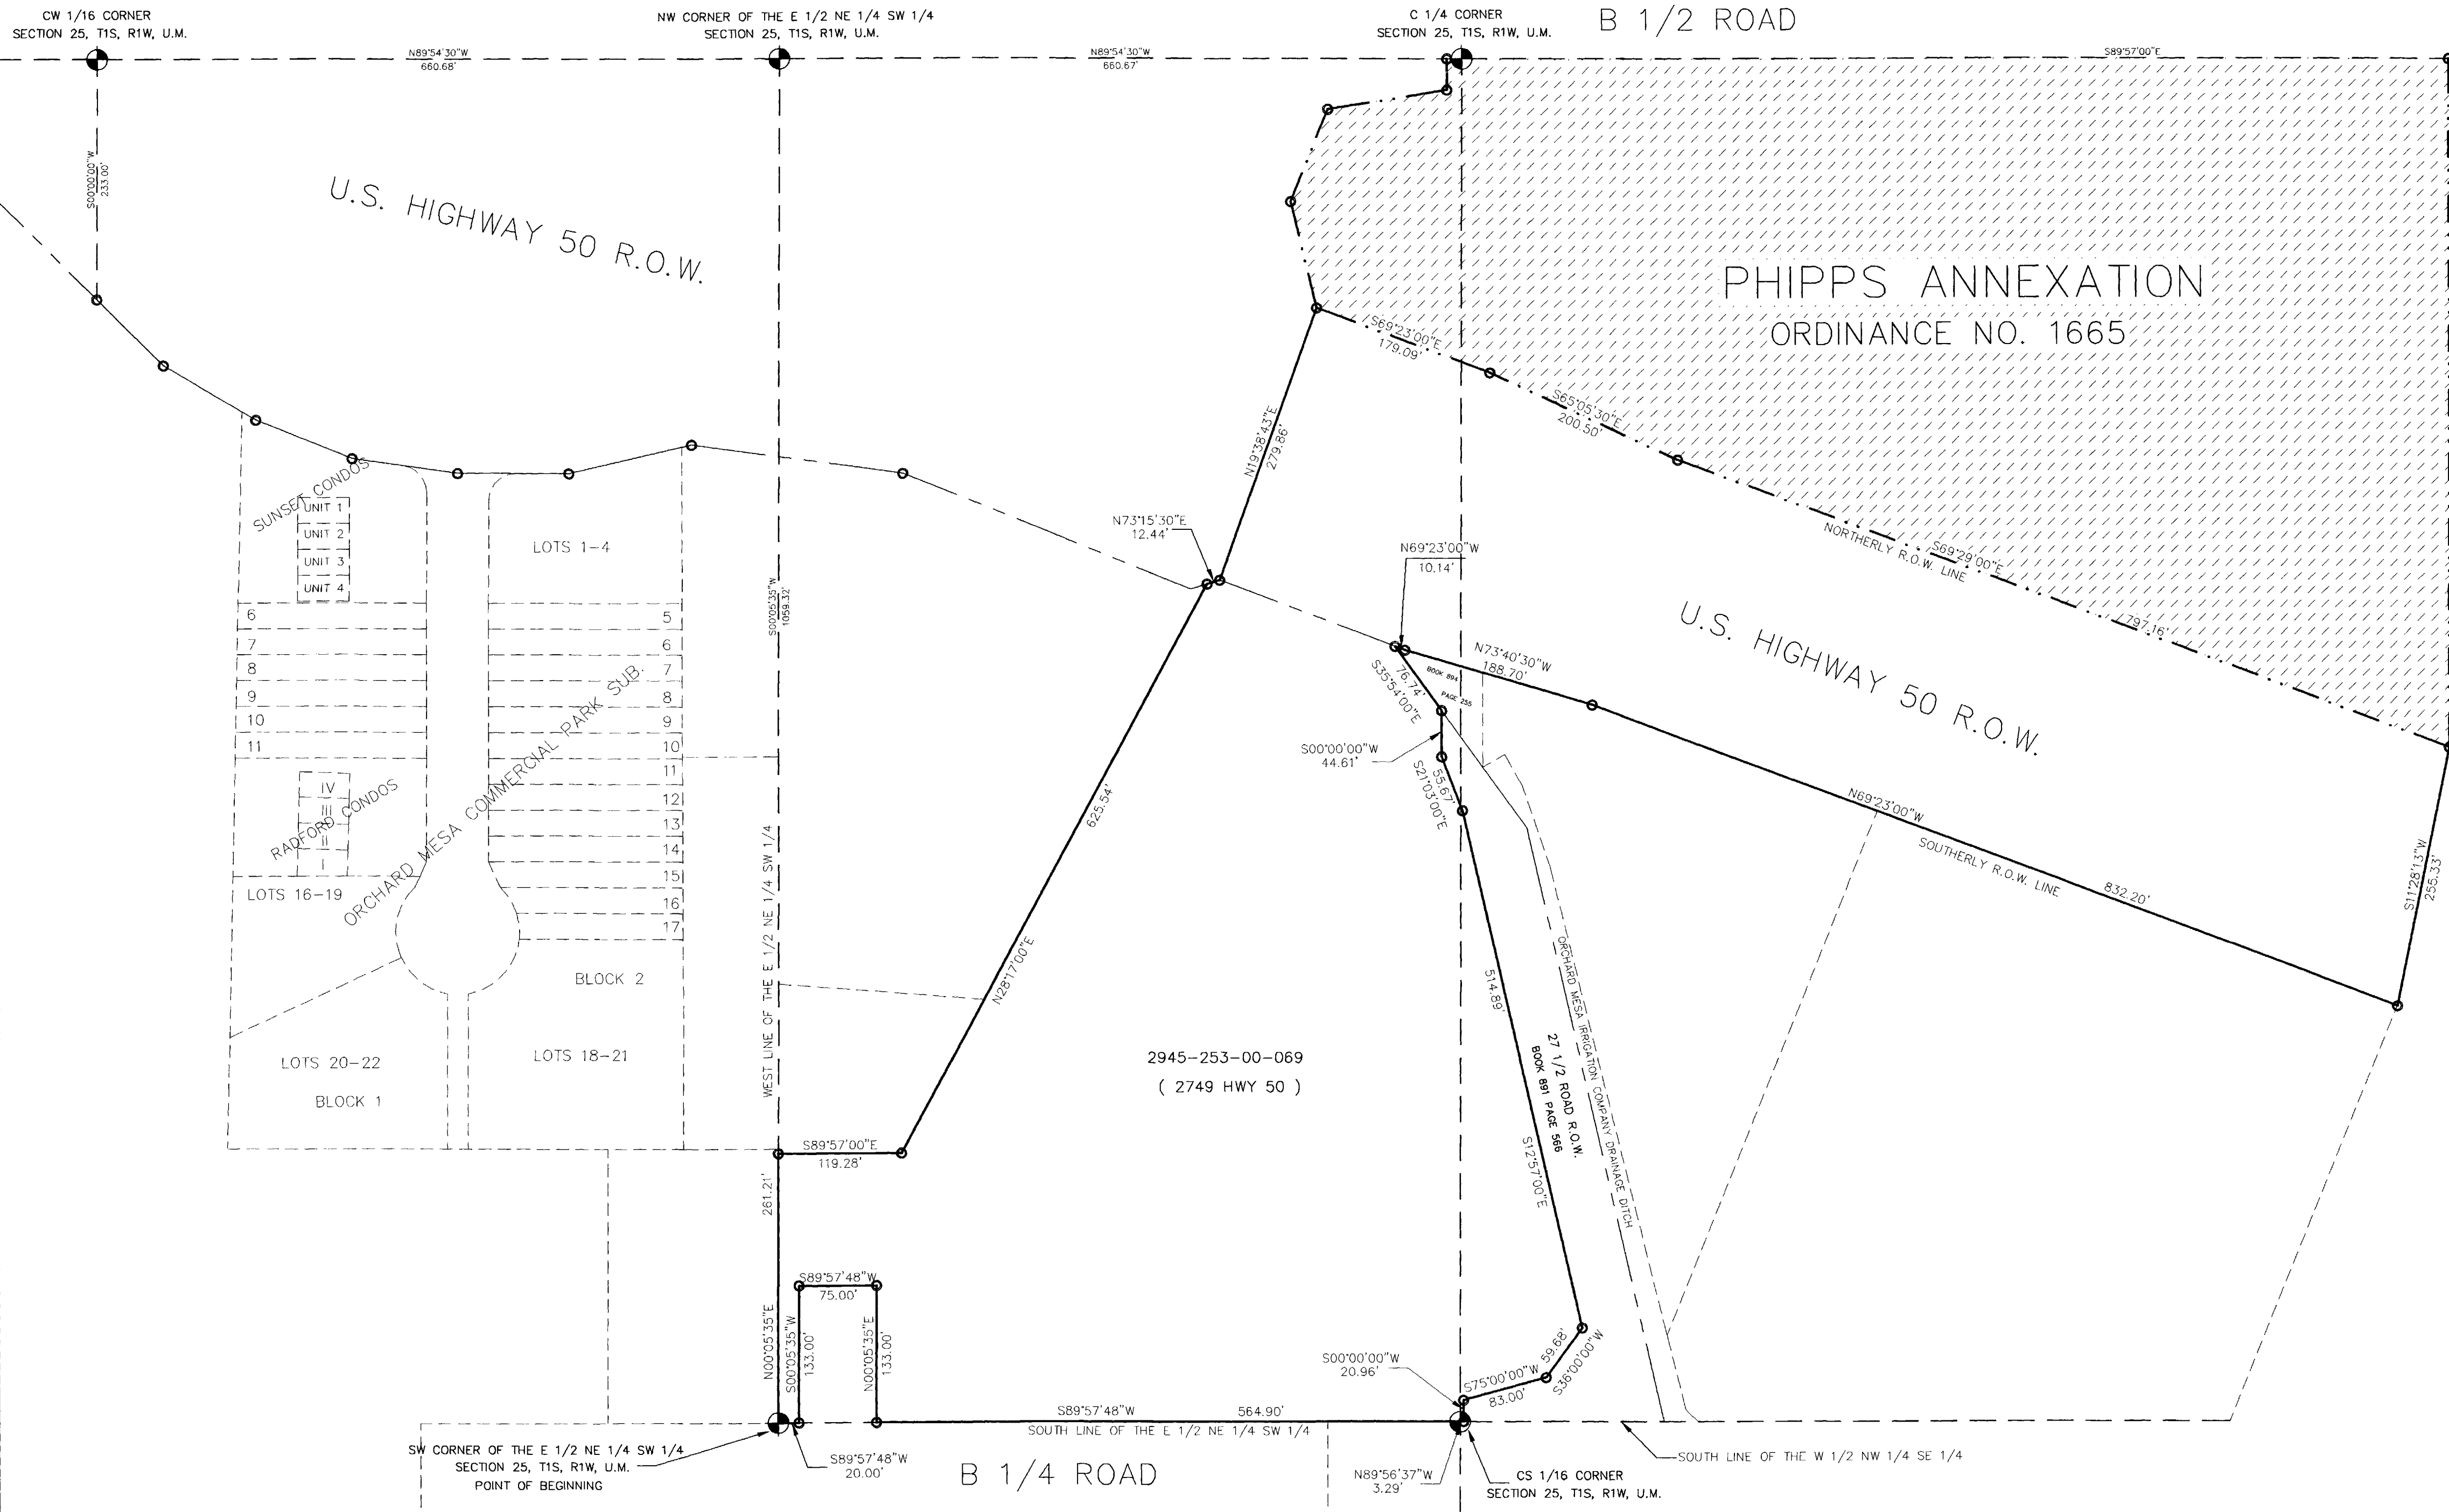 CW 1/16 CORNER
SECTION 25, T1S, R1W, U.M.
NW CORNER OF THE E 1/2 NE 1/4 SW 1/4
SECTION 25, T1S, R1W, U.M.
C 1/4 CORNER
SECTION 25, T1S, R1W, U.M.
B 1/2 ROAD
N89°54'30"W
660.68'
N89°54'30"W
660.67'
S89°57'00"E
S00°00'00"W
233.00'
U.S. HIGHWAY 50 R.O.W.
PHIPPS ANNEXATION
ORDINANCE NO. 1665
S69°23'00"E
179.09'
S65°05'30"E
200.50'
N19°38'43"E
279.86'
NORTHERLY R.O.W. LINE
S69°29'00"E
797.16'
SUNSET CONDOS
UNIT 1
UNIT 2
UNIT 3
UNIT 4
LOTS 1-4
N73°15'30"E
12.44'
N69°23'00"W
10.14'
S00°05'35"W
1059.32'
6
7
8
9
10
11
5
6
7
8
9
10
11
12
13
14
15
16
17
U.S. HIGHWAY 50 R.O.W.
N73°40'30"W
188.70'
BOOK 894
PAGE 255
76.74'
S35°54'00"E
S00°00'00"W
44.61'
55.67'
S21°03'00"E
ORCHARD MESA COMMERCIAL PARK SUB.
RADFORD CONDOS
IV
III
II
I
LOTS 16-19
625.54'
N28°17'00"E
N69°23'00"W
832.20'
SOUTHERLY R.O.W. LINE
S11°28'13"W
255.33'
WEST LINE OF THE E 1/2 NE 1/4 SW 1/4
BLOCK 2
LOTS 18-21
LOTS 20-22
BLOCK 1
2945-253-00-069
( 2749 HWY 50 )
514.89'
S12°57'00"E
27 1/2 ROAD R.O.W.
BOOK 891 PAGE 566
ORCHARD MESA IRRIGATION COMPANY DRAINAGE DITCH
S89°57'00"E
119.28'
261.21'
N00°05'35"E
S89°57'48"W
75.00'
S00°05'35"W
133.00'
N00°05'35"E
133.00'
59.68'
S36°00'00"W
S00°00'00"W
20.96'
S75°00'00"W
83.00'
S89°57'48"W 564.90'
SOUTH LINE OF THE E 1/2 NE 1/4 SW 1/4
SW CORNER OF THE E 1/2 NE 1/4 SW 1/4
SECTION 25, T1S, R1W, U.M.
POINT OF BEGINNING
S89°57'48"W
20.00'
B 1/4 ROAD
N89°56'37"W
3.29'
CS 1/16 CORNER
SECTION 25, T1S, R1W, U.M.
SOUTH LINE OF THE W 1/2 NW 1/4 SE 1/4